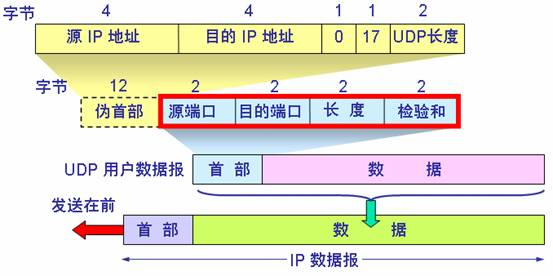 字节 4 4 1 1 2
源 IP 地址 目的 IP 地址 0 17 UDP长度
字节 12 2 2 2 2
伪首部 源端口 目的端口 长 度 检验和
UDP 用户数据报 首 部 数 据
发送在前
首 部 数 据
IP 数据报